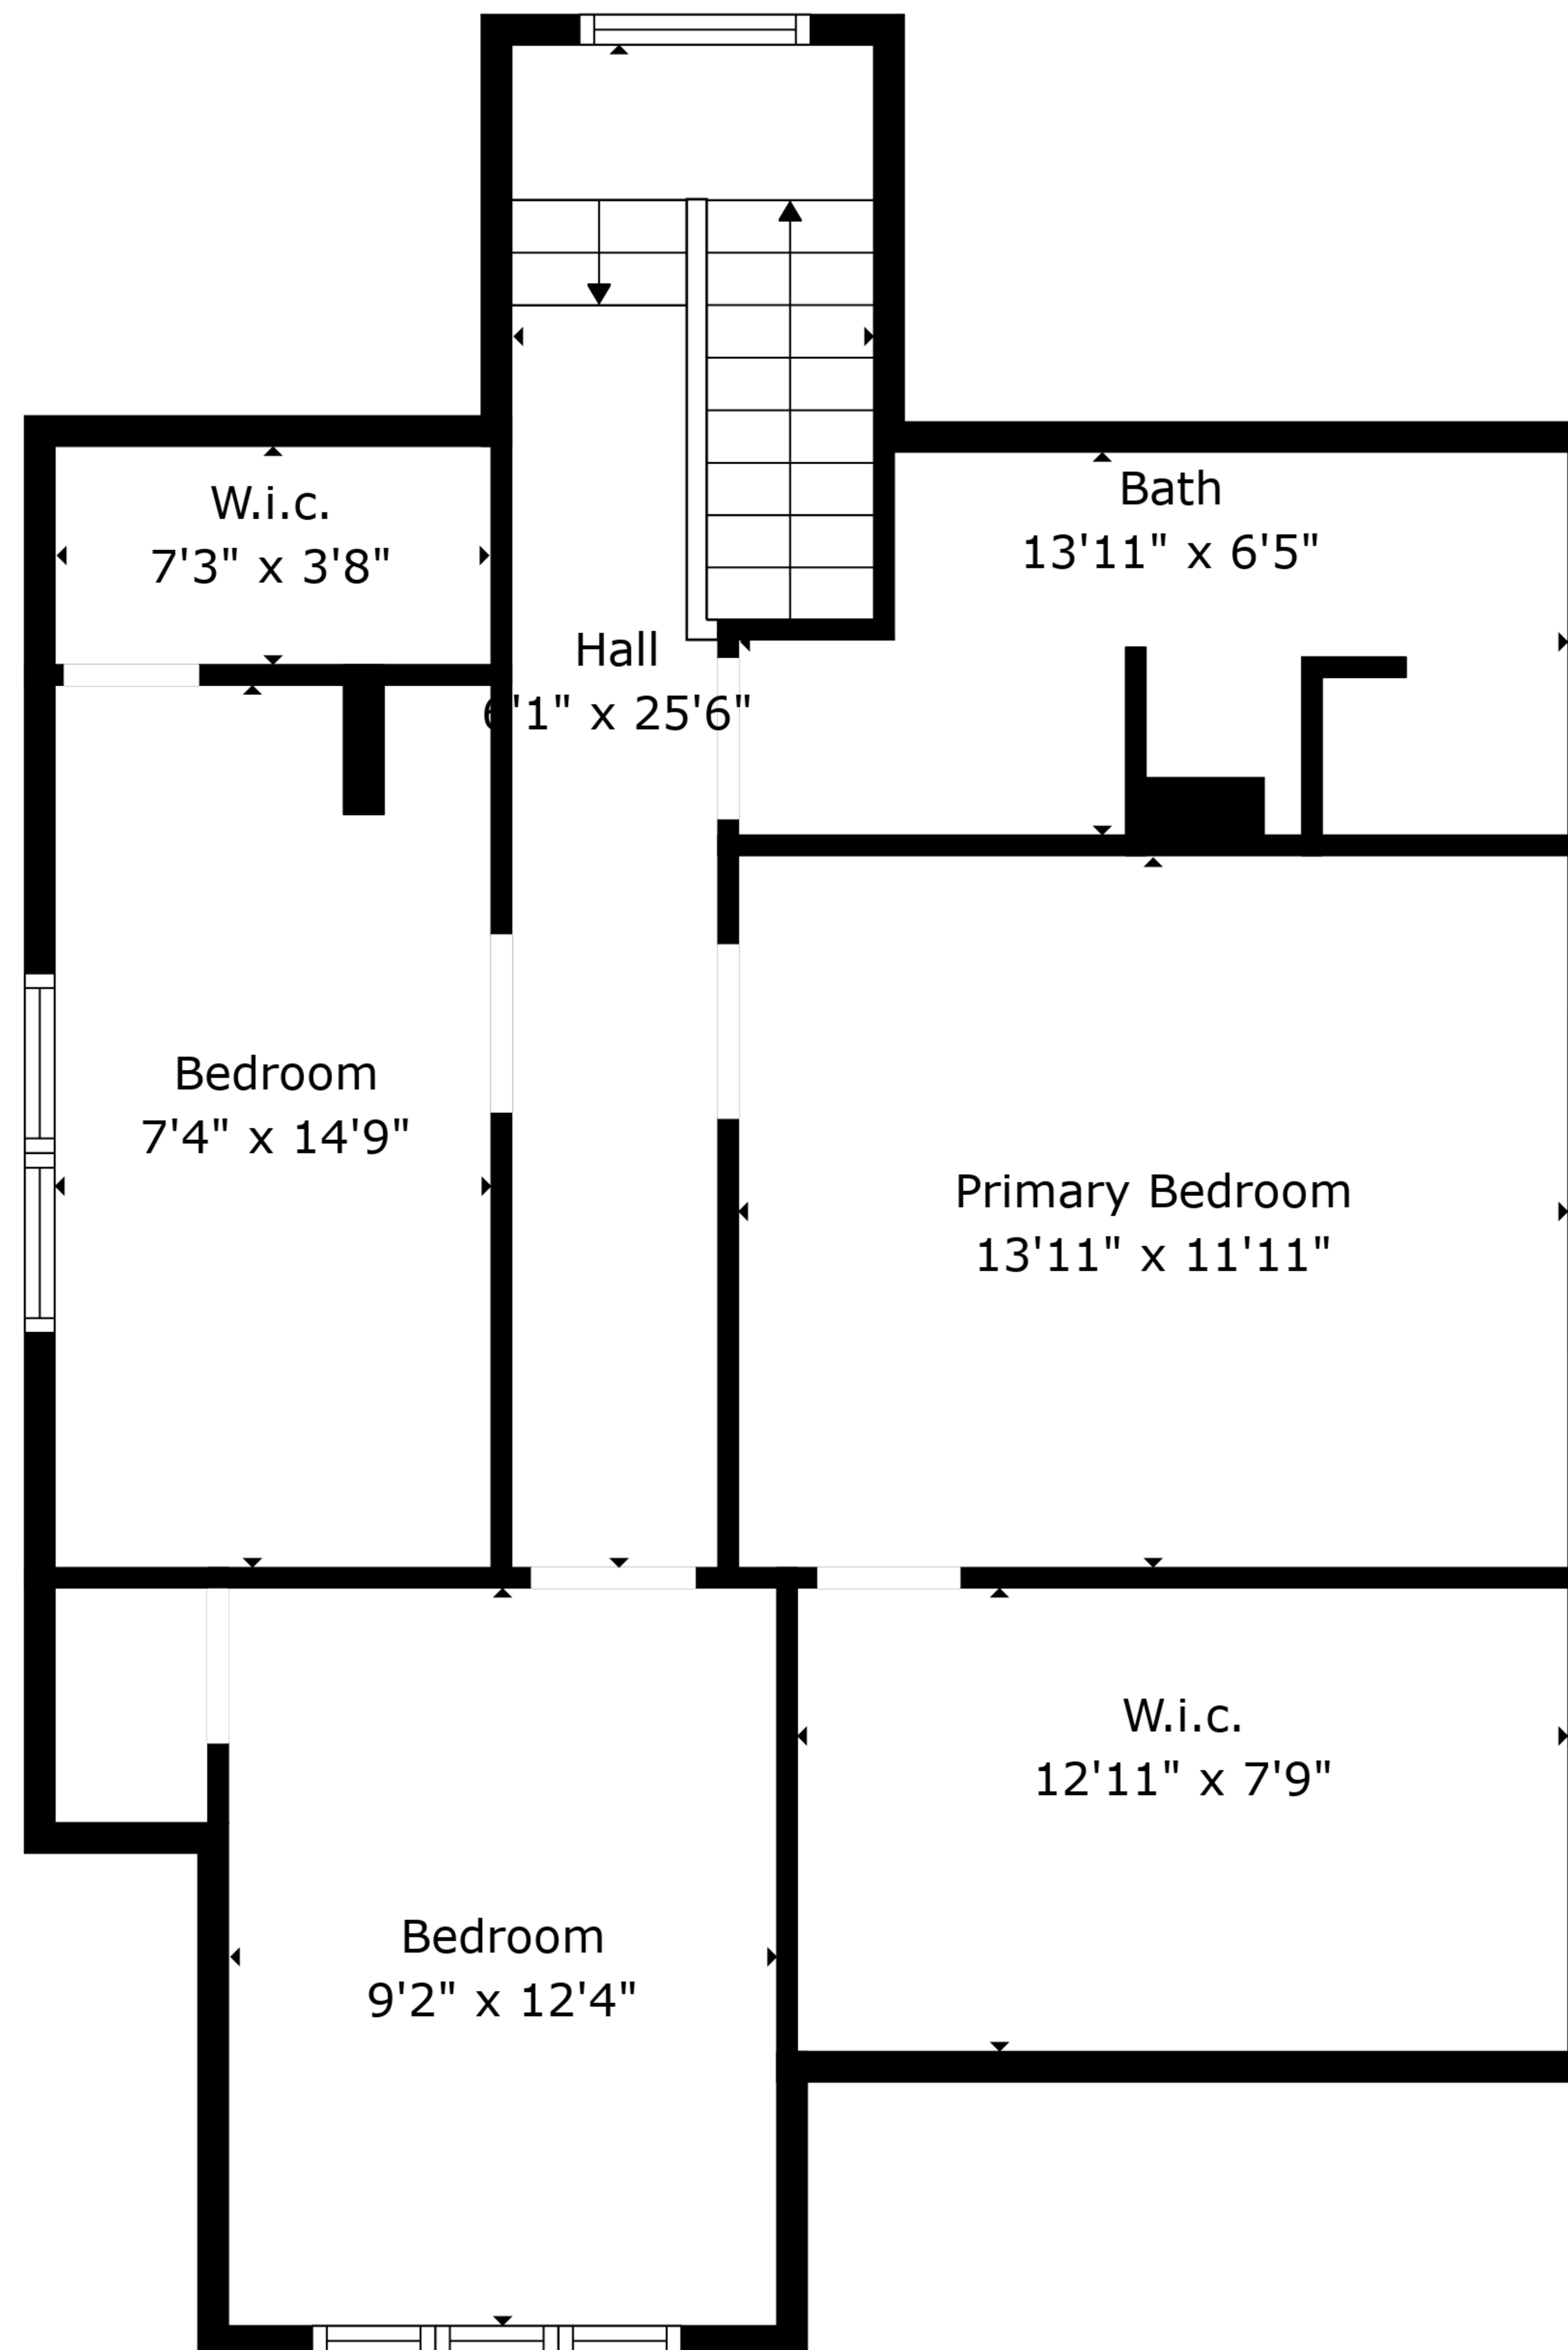 W.i.c.
7'3" x 3'8"
Bath
13'11" x 6'5"
Hall
6'1" x 25'6"
Bedroom
7'4" x 14'9"
Primary Bedroom
13'11" x 11'11"
W.i.c.
12'11" x 7'9"
Bedroom
9'2" x 12'4"